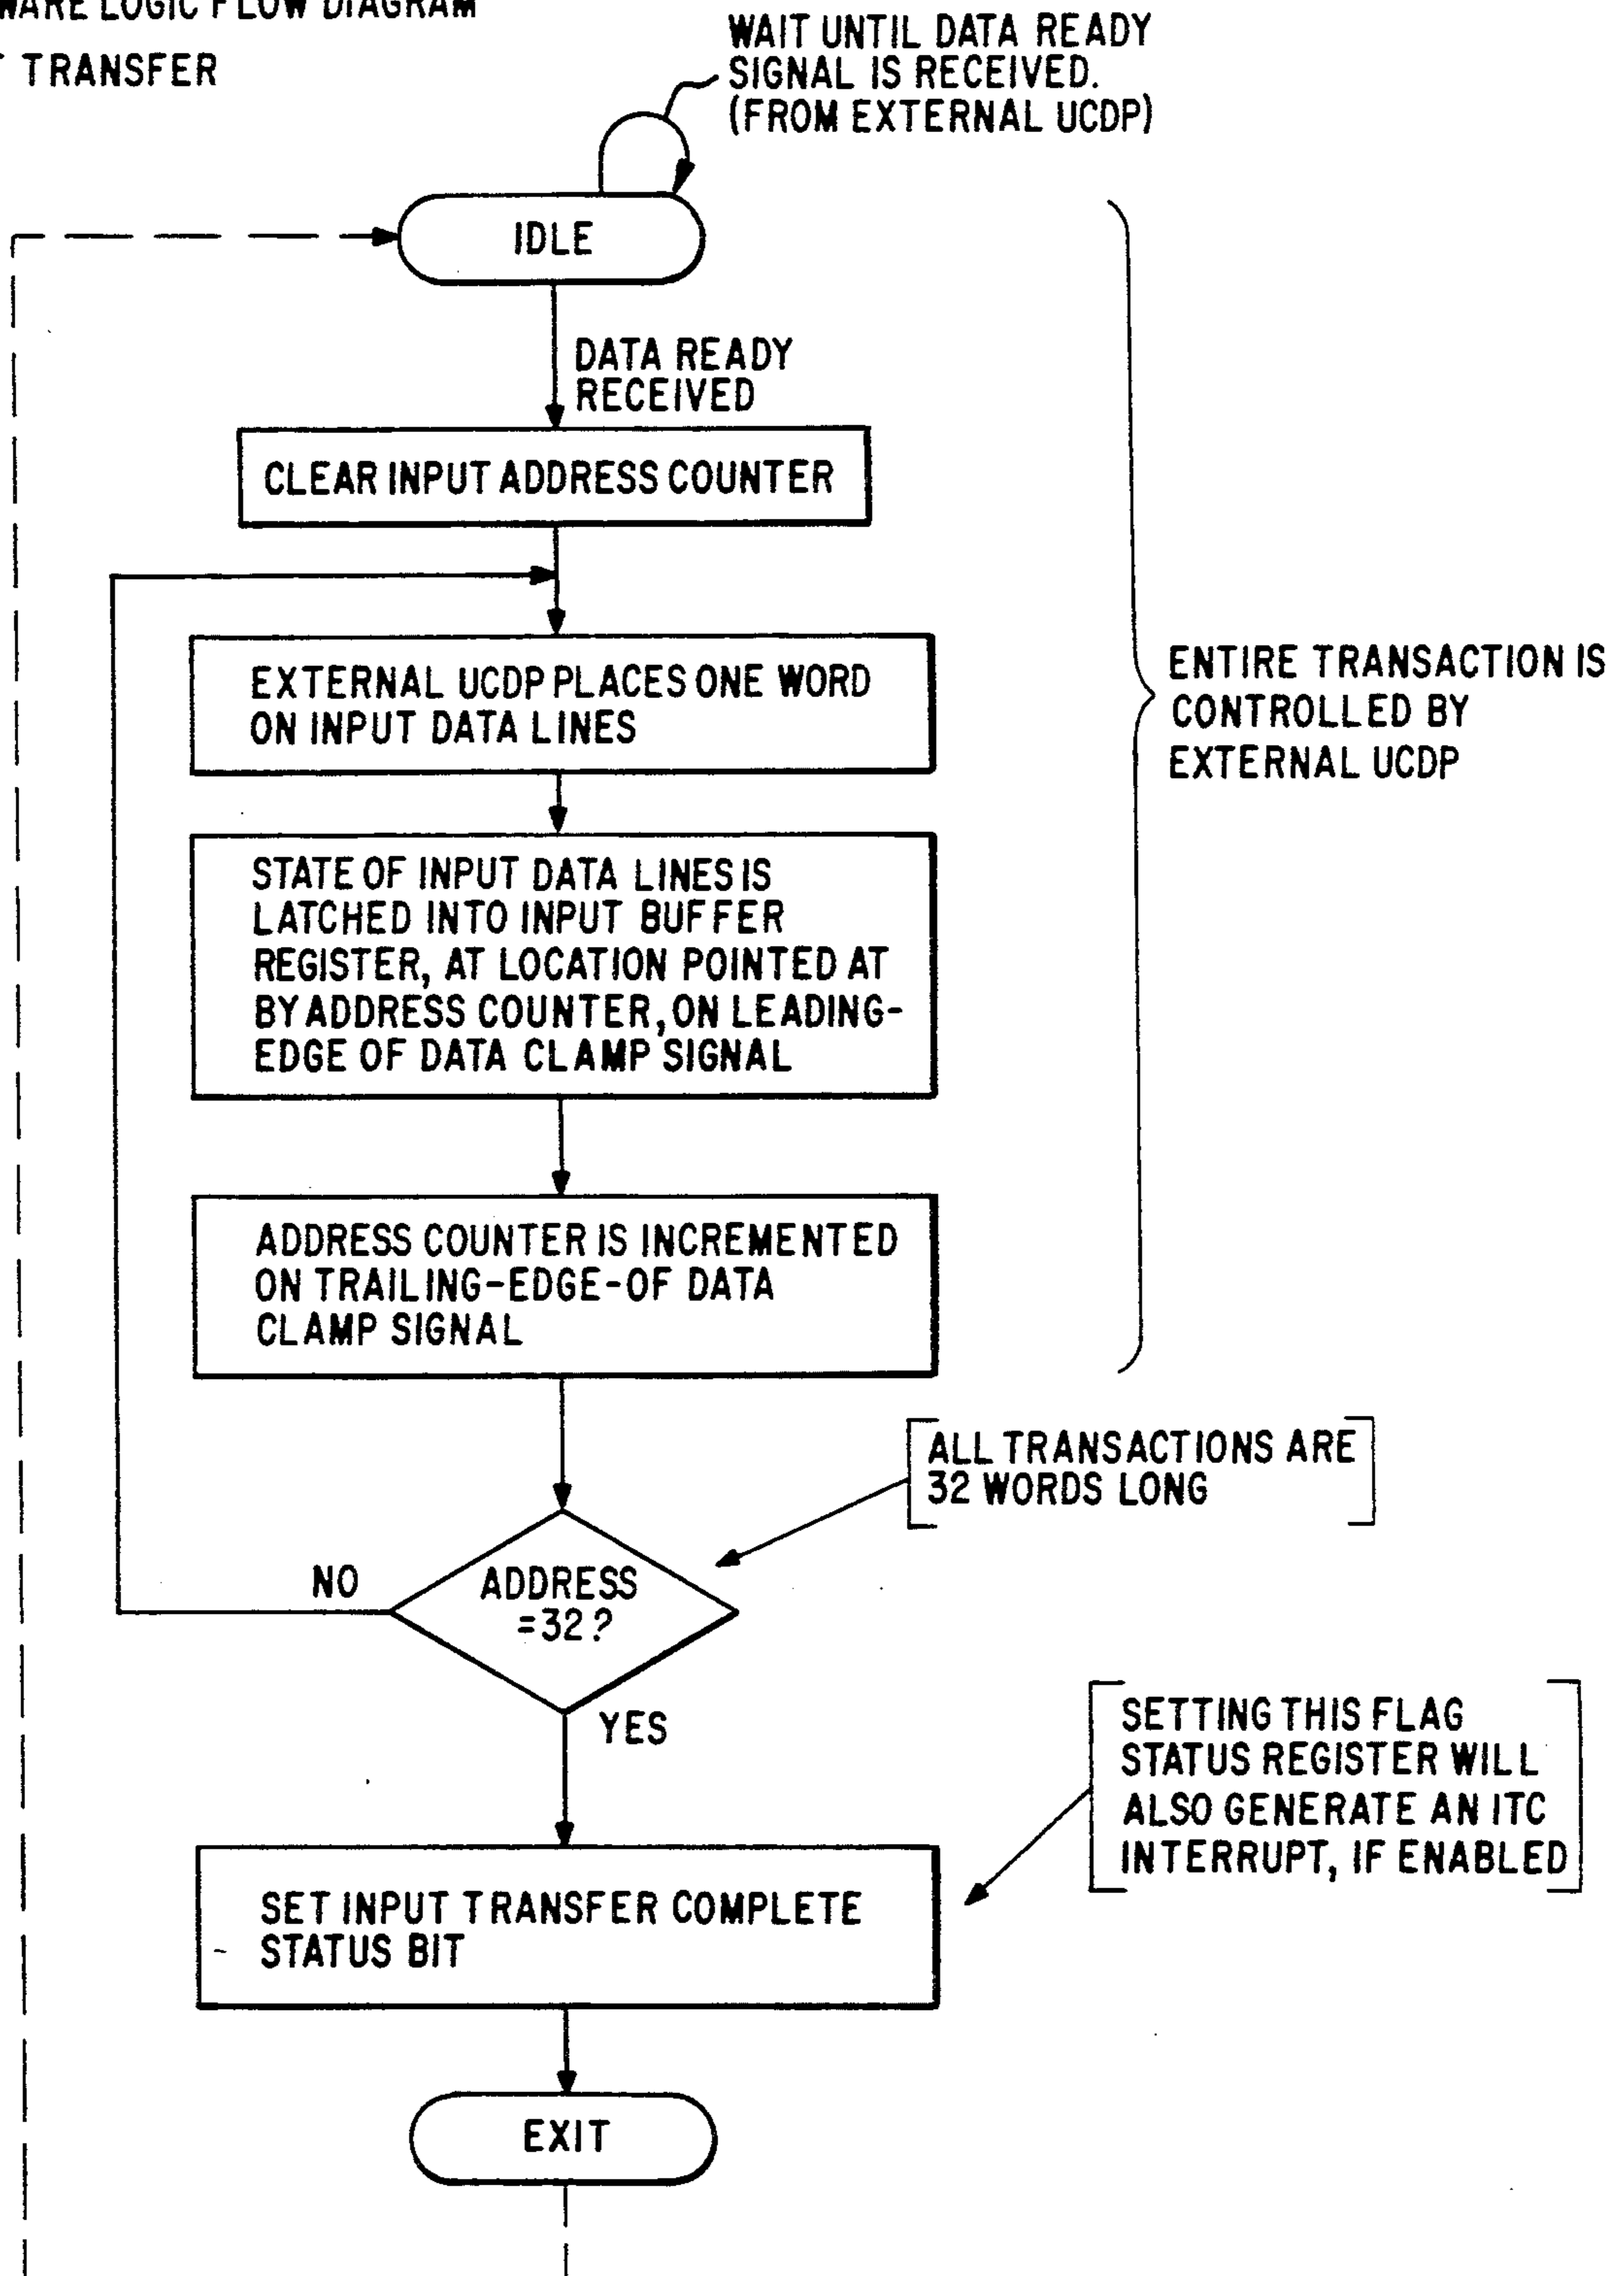 LOGIC FLOW DIAGRAM
TRANSFER
WAIT UNTIL DATA READY
SIGNAL IS RECEIVED.
(FROM EXTERNAL UCDP)
IDLE
DATA READY
RECEIVED
CLEAR INPUT ADDRESS COUNTER
EXTERNAL UCDP PLACES ONE WORD
ON INPUT DATA LINES
ENTIRE TRANSACTION IS
CONTROLLED BY
EXTERNAL UCDP
STATE OF INPUT DATA LINES IS
LATCHED INTO INPUT BUFFER
REGISTER, AT LOCATION POINTED AT
BY ADDRESS COUNTER, ON LEADING-
EDGE OF DATA CLAMP SIGNAL
ADDRESS COUNTER IS INCREMENTED
ON TRAILING-EDGE-OF DATA
CLAMP SIGNAL
ALL TRANSACTIONS ARE
32 WORDS LONG
NO
ADDRESS
=32?
YES
SETTING THIS FLAG
STATUS REGISTER WILL
ALSO GENERATE AN ITC
INTERRUPT, IF ENABLED
SET INPUT TRANSFER COMPLETE
STATUS BIT
EXIT